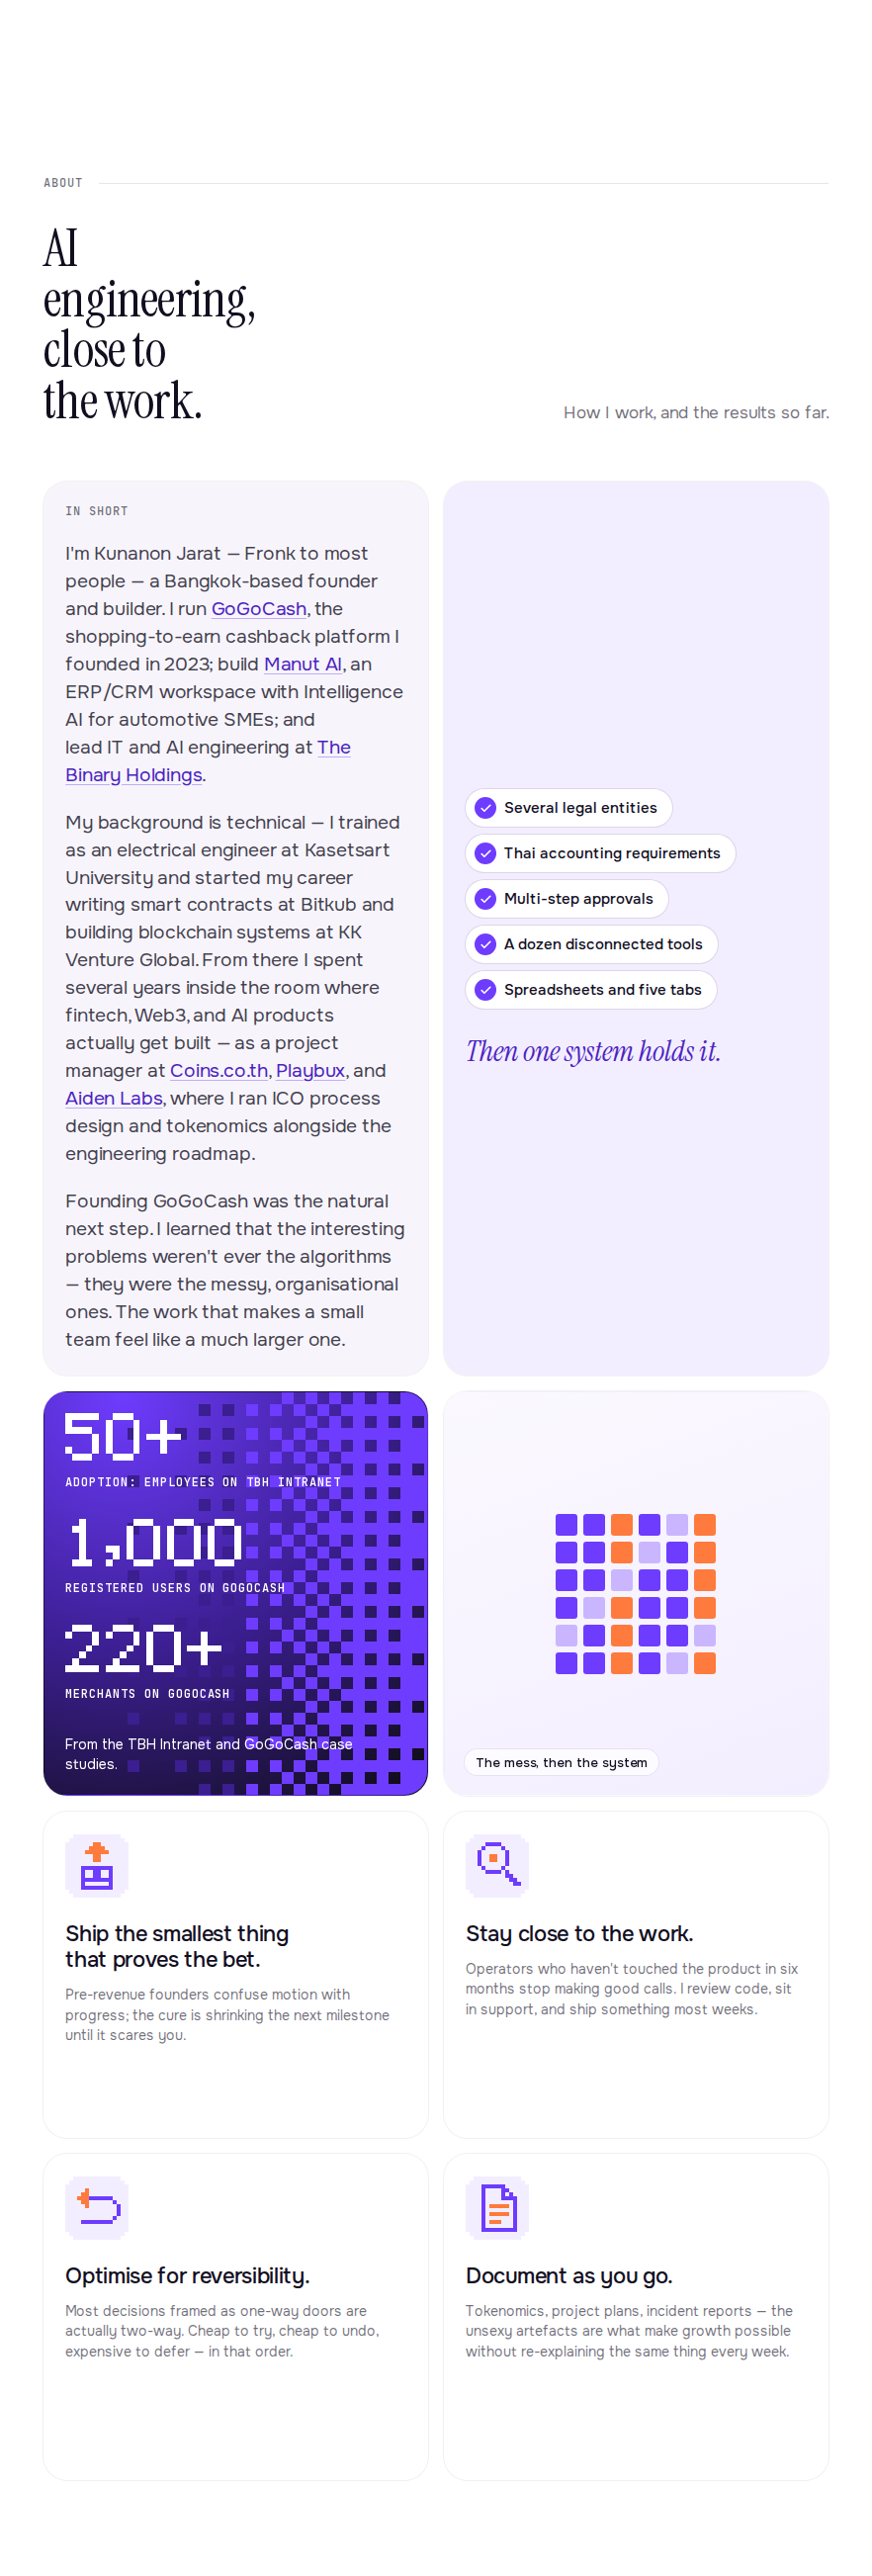 ABOUT
AI
engineering,
close to
the work.
How I work, and the results so far.
IN SHORT
I'm Kunanon Jarat — Fronk to most
people — a Bangkok-based founder
and builder. I run GoGoCash, the
shopping-to-earn cashback platform I
founded in 2023; build Manut AI, an
ERP/CRM workspace with Intelligence
AI for automotive SMEs; and
lead IT and AI engineering at The
Binary Holdings.
My background is technical — I trained
as an electrical engineer at Kasetsart
University and started my career
writing smart contracts at Bitkub and
building blockchain systems at KK
Venture Global. From there I spent
several years inside the room where
fintech, Web3, and AI products
actually get built — as a project
manager at Coins.co.th, Playbux, and
Aiden Labs, where I ran ICO process
design and tokenomics alongside the
engineering roadmap.
Founding GoGoCash was the natural
next step. I learned that the interesting
problems weren't ever the algorithms
— they were the messy, organisational
ones. The work that makes a small
team feel like a much larger one.
Several legal entities
Thai accounting requirements
Multi-step approvals
A dozen disconnected tools
Spreadsheets and five tabs
Then one system holds it.
50+
ADOPTION: EMPLOYEES ON TBH INTRANET
1,000
REGISTERED USERS ON GOGOCASH
220+
MERCHANTS ON GOGOCASH
From the TBH Intranet and GoGoCash case
studies.
The mess, then the system
Ship the smallest thing
that proves the bet.
Pre-revenue founders confuse motion with
progress; the cure is shrinking the next milestone
until it scares you.
Stay close to the work.
Operators who haven't touched the product in six
months stop making good calls. I review code, sit
in support, and ship something most weeks.
Optimise for reversibility.
Most decisions framed as one-way doors are
actually two-way. Cheap to try, cheap to undo,
expensive to defer — in that order.
Document as you go.
Tokenomics, project plans, incident reports — the
unsexy artefacts are what make growth possible
without re-explaining the same thing every week.